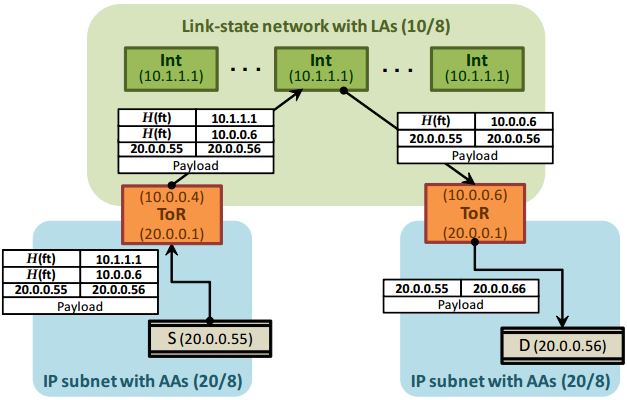 Link-state network with LAs (10/8)
Int
(10.1.1.1)
. . .
Int
(10.1.1.1)
. . .
Int
(10.1.1.1)
H(ft) 10.1.1.1
H(ft) 10.0.0.6
20.0.0.55 20.0.0.56
Payload
H(ft) 10.0.0.6
20.0.0.55 20.0.0.56
Payload
(10.0.0.4)
ToR
(20.0.0.1)
(10.0.0.6)
ToR
(20.0.0.1)
H(ft) 10.1.1.1
H(ft) 10.0.0.6
20.0.0.55 20.0.0.56
Payload
20.0.0.55 20.0.0.66
Payload
S (20.0.0.55)
D (20.0.0.56)
IP subnet with AAs (20/8)
IP subnet with AAs (20/8)